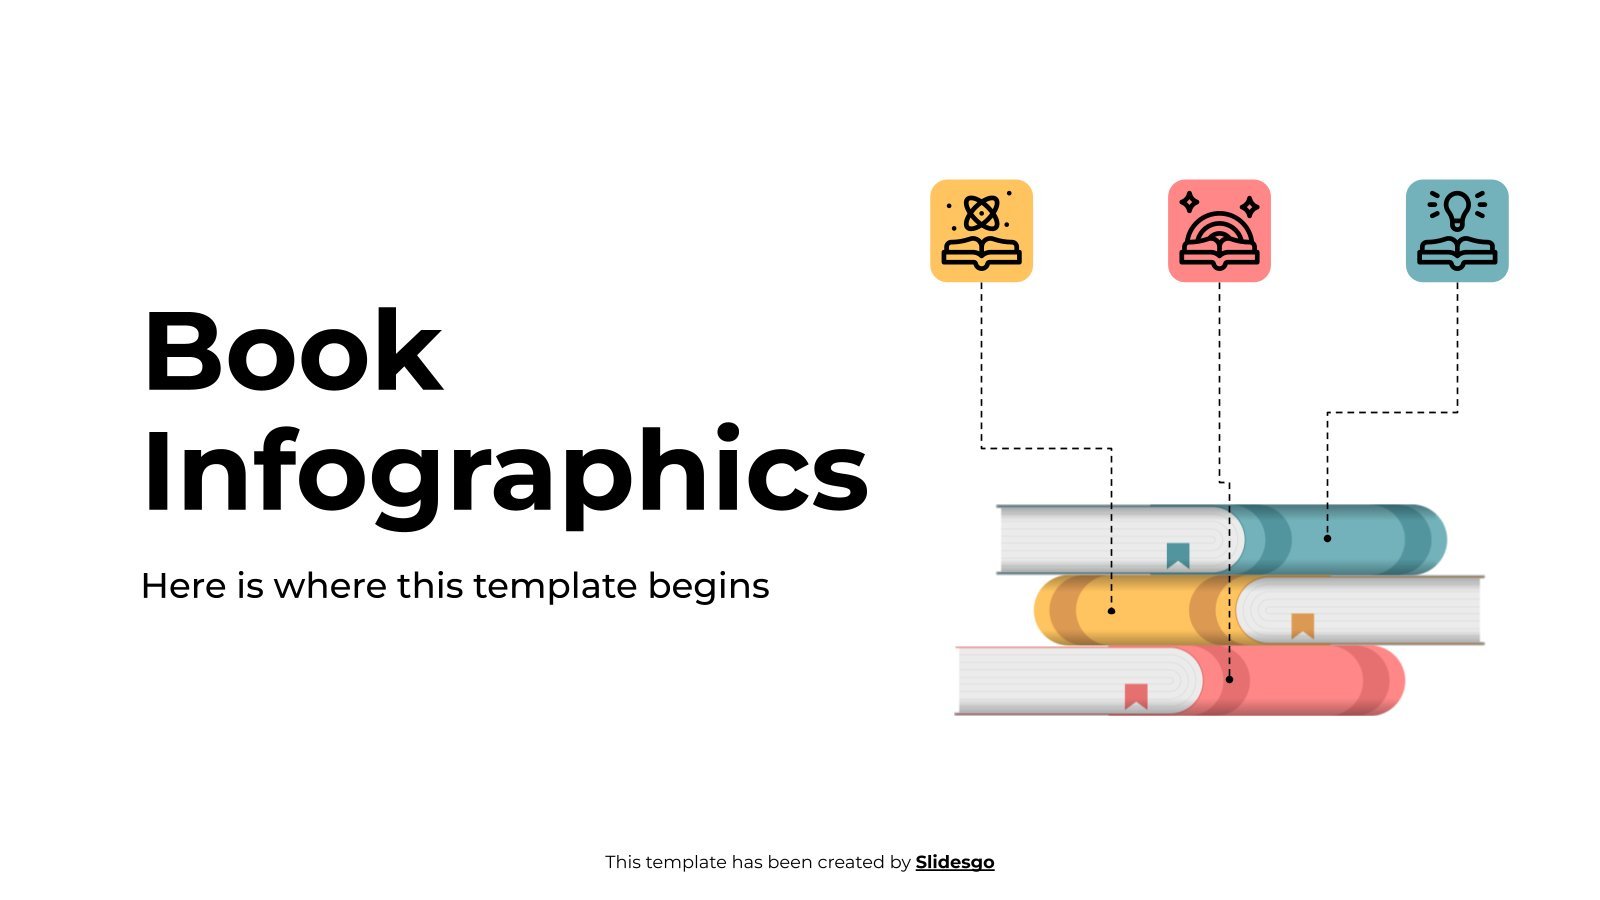 Book
Infographics
Here is where this template begins
This template has been created by Slidesgo